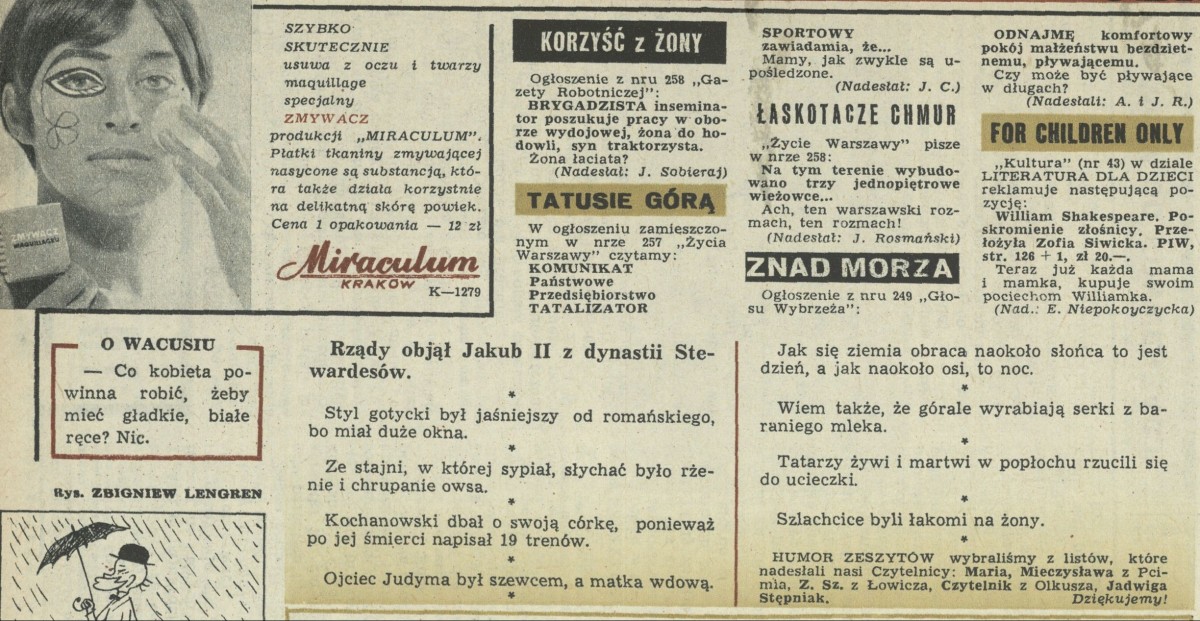 ZMYWACZ
MAQUILLAGEU
SZYBKO
SKUTECZNIE
usuwa z oczu i twarzy
maquillage
specjalny
ZMYWACZ
produkcji „MIRACULUM".
Płatki tkaniny zmywającej
nasycone są substancją, któ-
ra także działa korzystnie
na delikatną skórę powiek.
Cena 1 opakowania — 12 zł
Miraculum
KRAKÓW
K—1279
KORZYŚĆ z ŻONY
Ogłoszenie z nru 258 „Ga-
zety Robotniczej":
BRYGADZISTA insemina-
tor poszukuje pracy w obo-
rze wydojowej, żona do ho-
dowli, syn traktorzysta.
Żona łaciata?
(Nadesłał: J. Sobieraj)
TATUSIE GÓRĄ
W ogłoszeniu zamieszczo-
nym w nrze 257 „Życia
Warszawy" czytamy:
KOMUNIKAT
Państwowe
Przedsiębiorstwo
TATALIZATOR
SPORTOWY
zawiadamia, że...
Mamy, jak zwykle są u-
pośledzone.
(Nadesłał: J. C.)
ŁASKOTACZE CHMUR
„Życie Warszawy" pisze
w nrze 258:
Na tym terenie wybudo-
wano trzy jednopiętrowe
wieżowce...
Ach, ten warszawski roz-
mach, ten rozmach!
(Nadesłał: J. Rosmański)
ZNAD MORZA
Ogłoszenie z nru 249 „Gło-
su Wybrzeża":
ODNAJMĘ komfortowy
pokój małżeństwu bezdziet-
nemu, pływającemu.
Czy może być pływające
w długach?
(Nadesłali: A. i J. R.)
FOR CHILDREN ONLY
„Kultura" (nr 43) w dziale
LITERATURA DLA DZIECI
reklamuje następującą po-
zycję:
William Shakespeare. Po-
skromienie złośnicy. Prze-
łożyła Zofia Siwicka. PIW,
str. 126 + 1, zł 20.—.
Teraz już każda mama
i mamka, kupuje swoim
pociechom Williamka.
(Nad.: E. Niepokoyczycka)
O WACUSIU
— Co kobieta po-
winna robić, żeby
mieć gładkie, białe
ręce? Nic.
Rys. ZBIGNIEW LENGREN
Rządy objął Jakub II z dynastii Ste-
wardesów.
*
Styl gotycki był jaśniejszy od romańskiego,
bo miał duże okna.
*
Ze stajni, w której sypiał, słychać było rże-
nie i chrupanie owsa.
*
Kochanowski dbał o swoją córkę, ponieważ
po jej śmierci napisał 19 trenów.
*
Ojciec Judyma był szewcem, a matka wdową.
*
Jak się ziemia obraca naokoło słońca to jest
dzień, a jak naokoło osi, to noc.
*
Wiem także, że górale wyrabiają serki z ba-
raniego mleka.
*
Tatarzy żywi i martwi w popłochu rzucili się
do ucieczki.
*
Szlachcice byli łakomi na żony.
*
HUMOR ZESZYTÓW wybraliśmy z listów, które
nadesłali nasi Czytelnicy: Maria, Mieczysława z Pci-
mia, Z. Sz. z Łowicza, Czytelnik z Olkusza, Jadwiga
Stępniak. Dziękujemy!